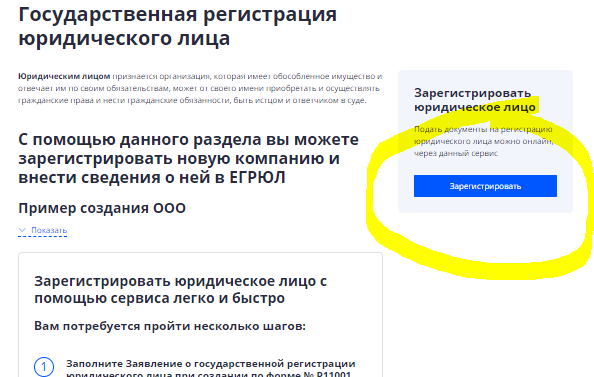 Государственная регистрация
юридического лица
Юридическим лицом признается организация, которая имеет обособленное имущество и
отвечает им по своим обязательствам, может от своего имени приобретать и осуществлять
гражданские права и нести гражданские обязанности, быть истцом и ответчиком в суде.
С помощью данного раздела вы можете
зарегистрировать новую компанию и
внести сведения о ней в ЕГРЮЛ
Пример создания ООО
Показать
Зарегистрировать юридическое лицо с
помощью сервиса легко и быстро
Вам потребуется пройти несколько шагов:
1
Заполните Заявление о государственной регистрации
юридического лица при создании по форме № Р11001
Зарегистрировать
юридическое лицо
Подать документы на регистрацию
юридического лица можно онлайн,
через данный сервис
Зарегистрировать